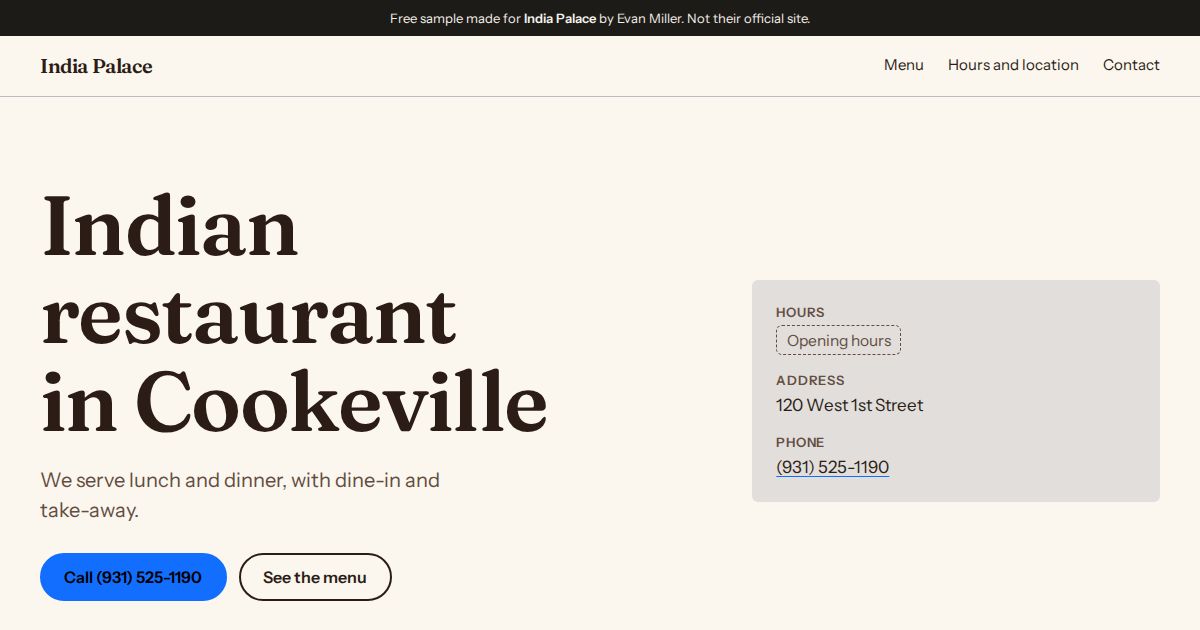 Free sample made for India Palace by Evan Miller. Not their official site.
India Palace
Menu
Hours and location
Contact
Indian
restaurant
in Cookeville
We serve lunch and dinner, with dine-in and
take-away.
Call (931) 525-1190
See the menu
HOURS
Opening hours
ADDRESS
120 West 1st Street
PHONE
(931) 525-1190